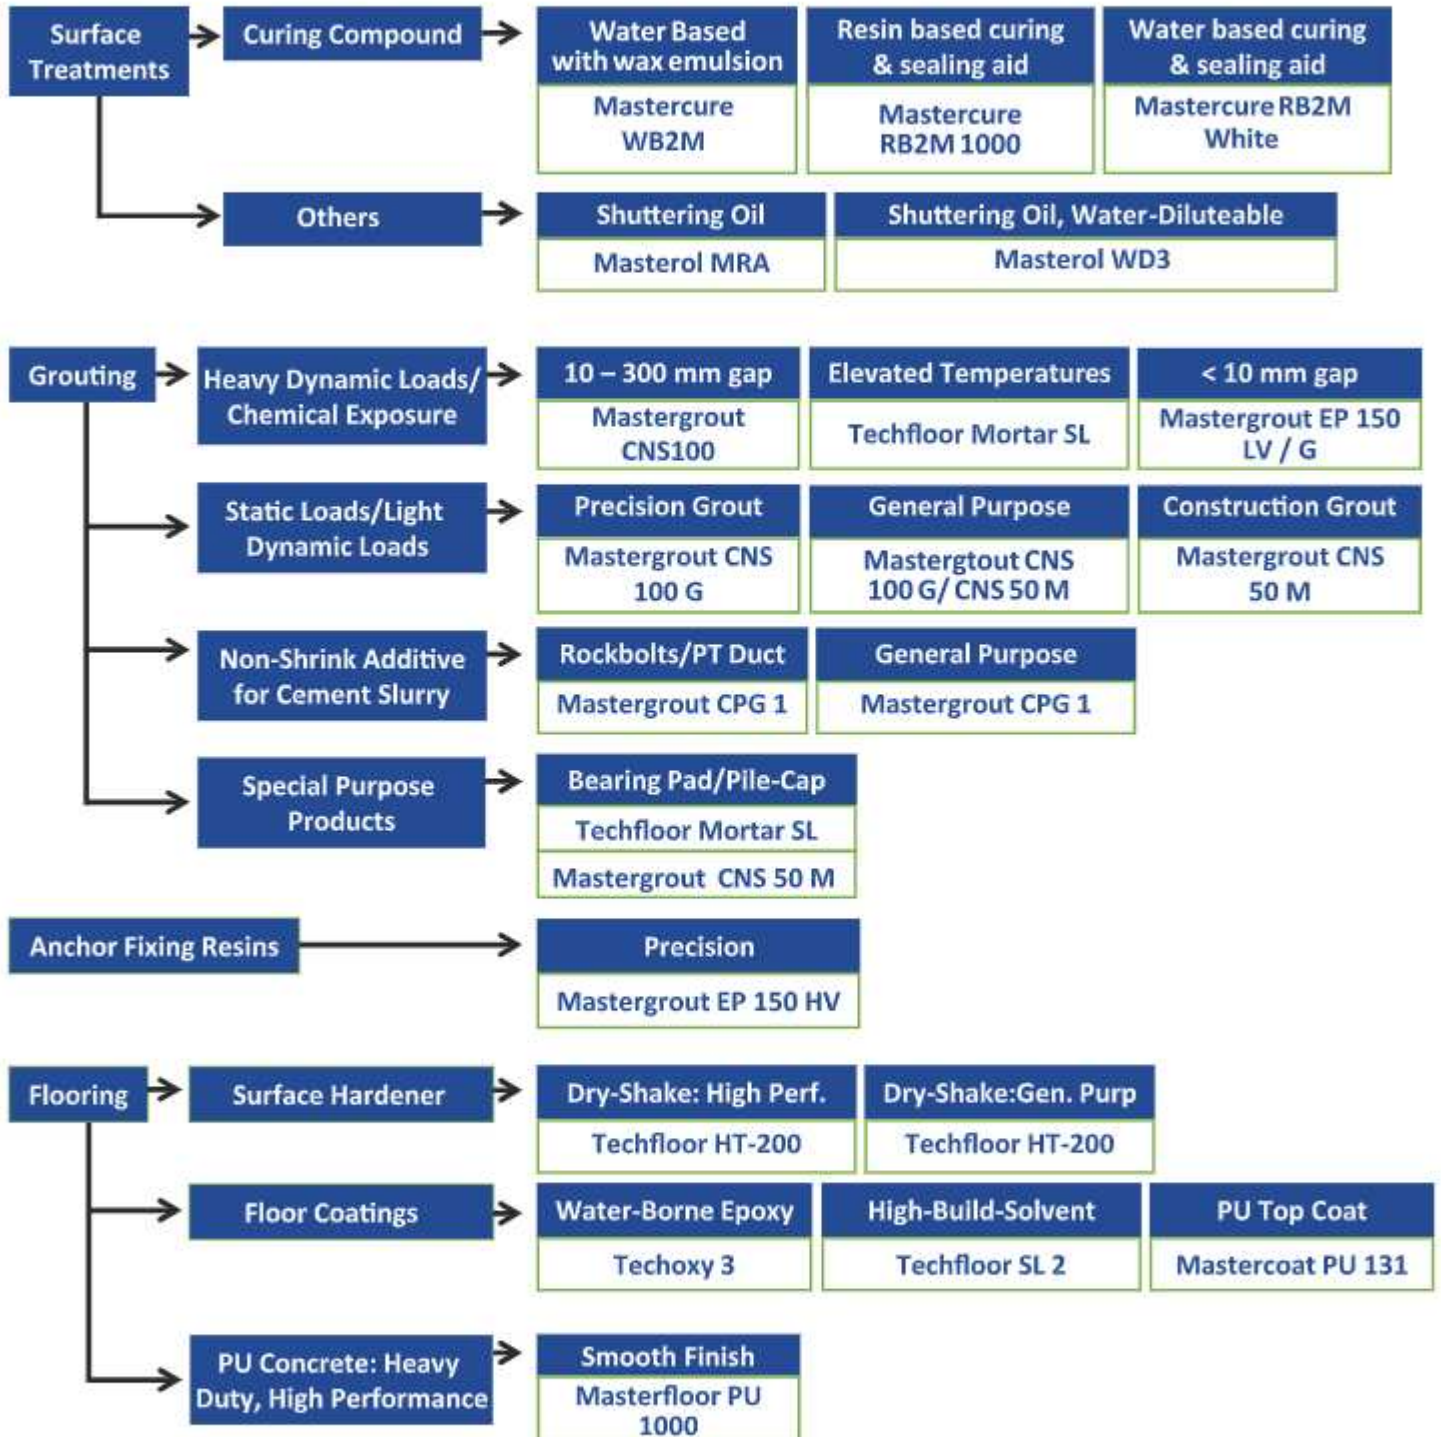 Surface
Treatments
Curing Compound
Water Based
with wax emulsion
Mastercure
WB2M
Resin based curing
& sealing aid
Mastercure
RB2M 1000
Water based curing
& sealing aid
Mastercure RB2M
White
Others
Shuttering Oil
Masterol MRA
Shuttering Oil, Water-Diluteable
Masterol WD3
Grouting
Heavy Dynamic Loads/
Chemical Exposure
10 – 300 mm gap
Mastergrout
CNS100
Elevated Temperatures
Techfloor Mortar SL
< 10 mm gap
Mastergrout EP 150
LV / G
Static Loads/Light
Dynamic Loads
Precision Grout
Mastergrout CNS
100 G
General Purpose
Mastergtout CNS
100 G/ CNS 50 M
Construction Grout
Mastergrout CNS
50 M
Non-Shrink Additive
for Cement Slurry
Rockbolts/PT Duct
Mastergrout CPG 1
General Purpose
Mastergrout CPG 1
Special Purpose
Products
Bearing Pad/Pile-Cap
Techfloor Mortar SL
Mastergrout CNS 50 M
Anchor Fixing Resins
Precision
Mastergrout EP 150 HV
Flooring
Surface Hardener
Dry-Shake: High Perf.
Techfloor HT-200
Dry-Shake:Gen. Purp
Techfloor HT-200
Floor Coatings
Water-Borne Epoxy
Techoxy 3
High-Build-Solvent
Techfloor SL 2
PU Top Coat
Mastercoat PU 131
PU Concrete: Heavy
Duty, High Performance
Smooth Finish
Masterfloor PU
1000